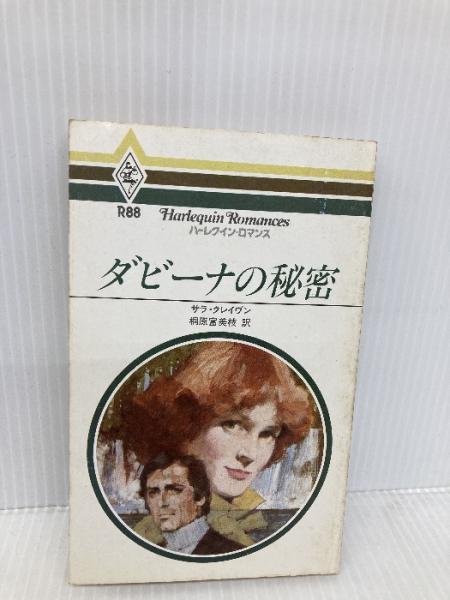 R88
Harlequin Romances
ハーレクイン・ロマンス
ダビーナの秘密
サラ・クレイヴン
桐原富美枝 訳